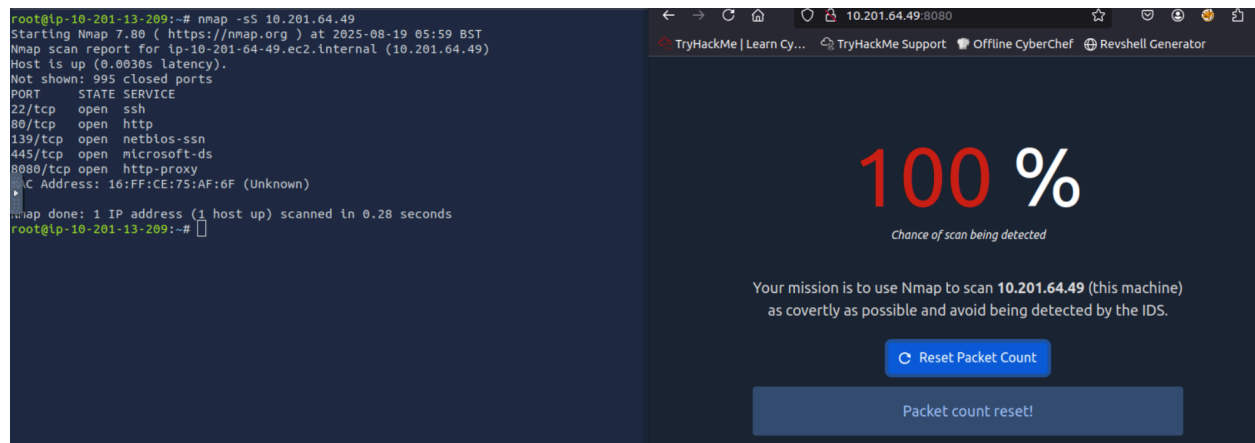 root@ip-10-201-13-209:~# nmap -sS 10.201.64.49
Starting Nmap 7.80 ( https://nmap.org ) at 2025-08-19 05:59 BST
Nmap scan report for ip-10-201-64-49.ec2.internal (10.201.64.49)
Host is up (0.0030s latency).
Not shown: 995 closed ports
PORT     STATE SERVICE
22/tcp   open  ssh
80/tcp   open  http
139/tcp  open  netbios-ssn
445/tcp  open  microsoft-ds
8080/tcp open  http-proxy
AC Address: 16:FF:CE:75:AF:6F (Unknown)
map done: 1 IP address (1 host up) scanned in 0.28 seconds
root@ip-10-201-13-209:~#
10.201.64.49:8080
TryHackMe | Learn Cy... TryHackMe Support Offline CyberChef Revshell Generator
100 %
Chance of scan being detected
Your mission is to use Nmap to scan 10.201.64.49 (this machine)
as covertly as possible and avoid being detected by the IDS.
Reset Packet Count
Packet count reset!